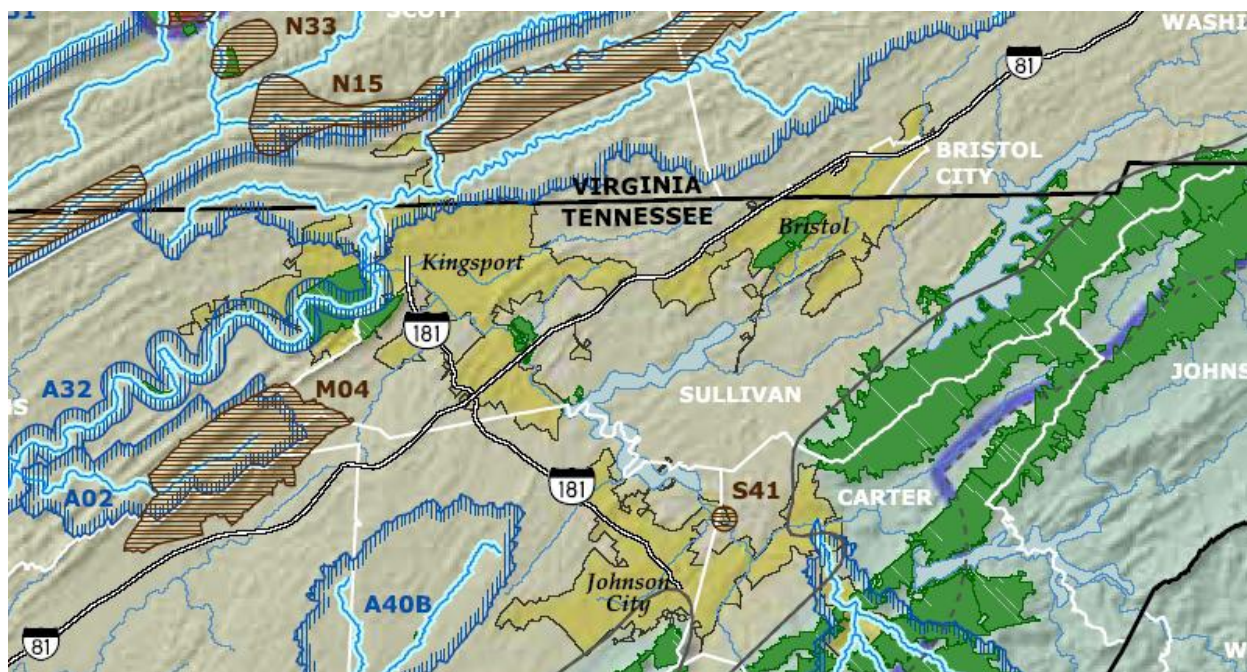 SCOTT
WASHI
N33
81
N15
BRISTOL
CITY
VIRGINIA
TENNESSEE
Bristol
Kingsport
181
A32
M04
SULLIVAN
JOHNS
A02
181
S41
CARTER
A40B
Johnson
City
81
W